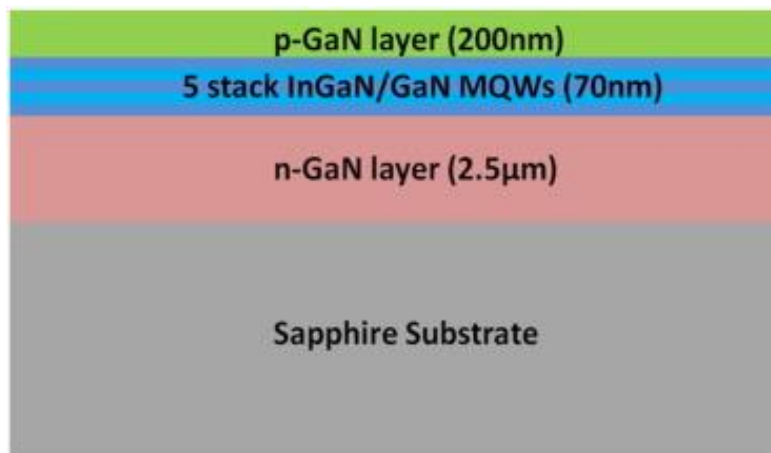 p-GaN layer (200nm)
5 stack InGaN/GaN MQWs (70nm)
n-GaN layer (2.5μm)
Sapphire Substrate